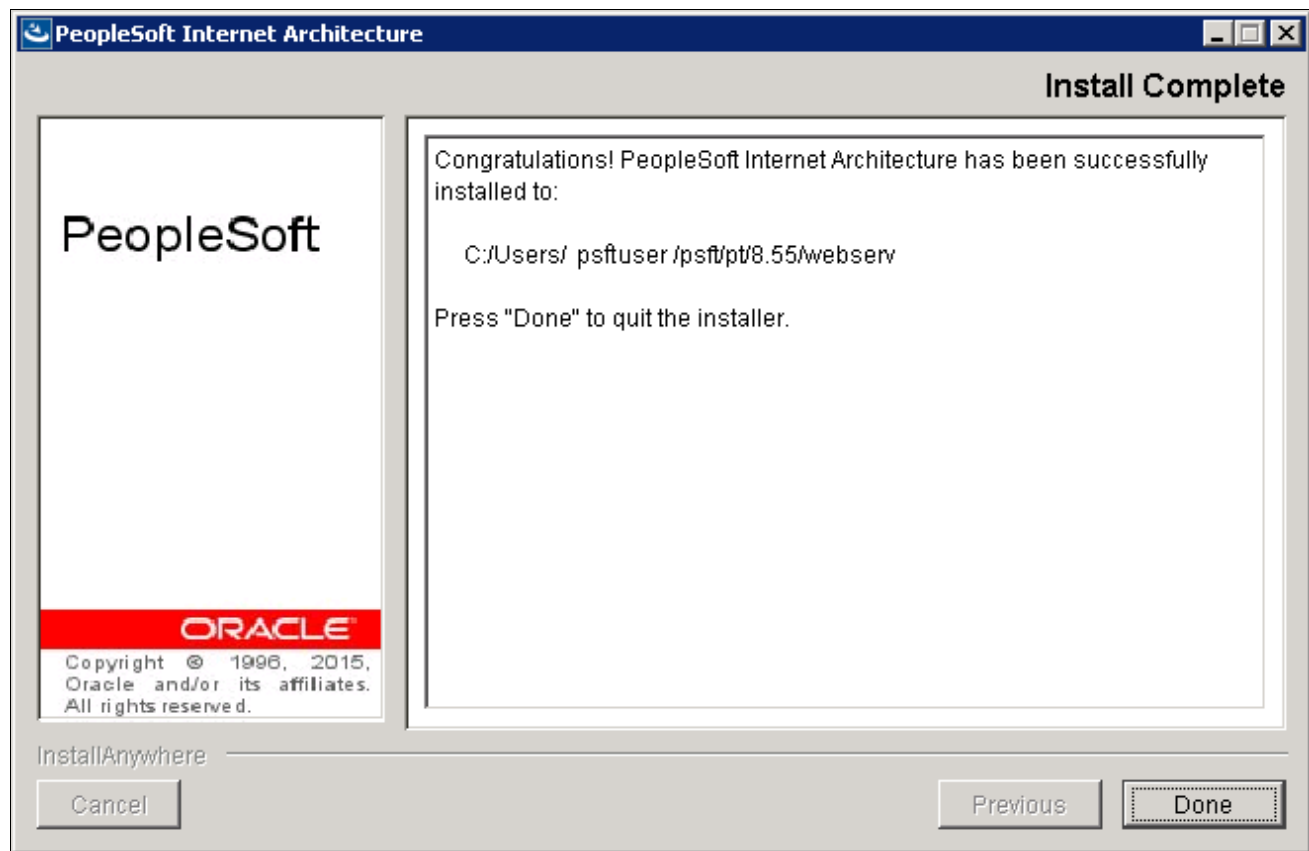 PeopleSoft Internet Architecture
Install Complete
PeopleSoft
ORACLE
Copyright © 1996, 2015,
Oracle and/or its affiliates.
All rights reserved.
Congratulations! PeopleSoft Internet Architecture has been successfully
installed to:
C:/Users/ psftuser /psft/pt/8.55/webserv
Press "Done" to quit the installer.
InstallAnywhere
Cancel
Previous
Done